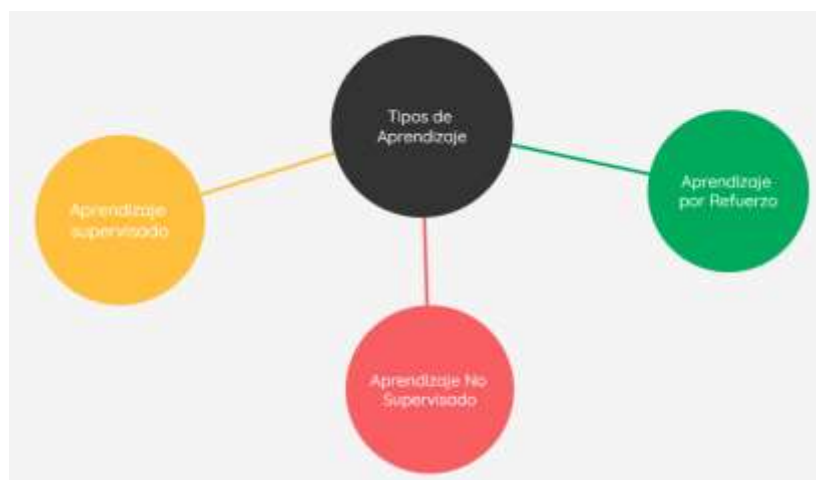 Tipos de
Aprendizaje
Aprendizaje
supervisado
Aprendizaje
por Refuerzo
Aprendizaje No
Supervisado